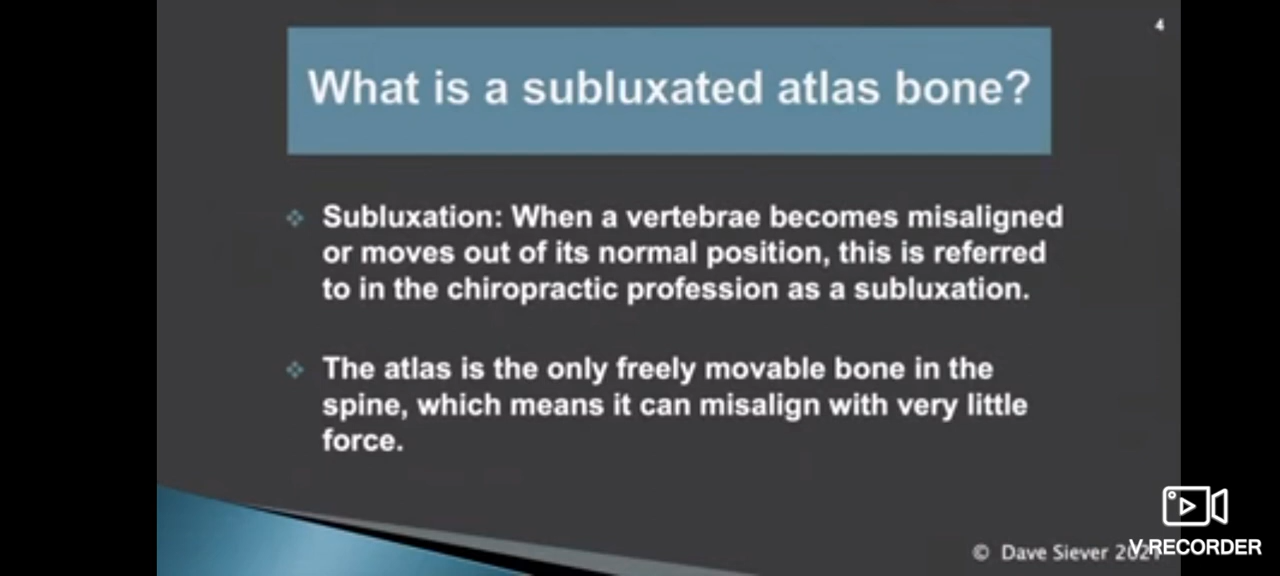 4
What is a subluxated atlas bone?
Subluxation: When a vertebrae becomes misaligned
or moves out of its normal position, this is referred
to in the chiropractic profession as a subluxation.
The atlas is the only freely movable bone in the
spine, which means it can misalign with very little
force.
© Dave Siever
V RECORDER